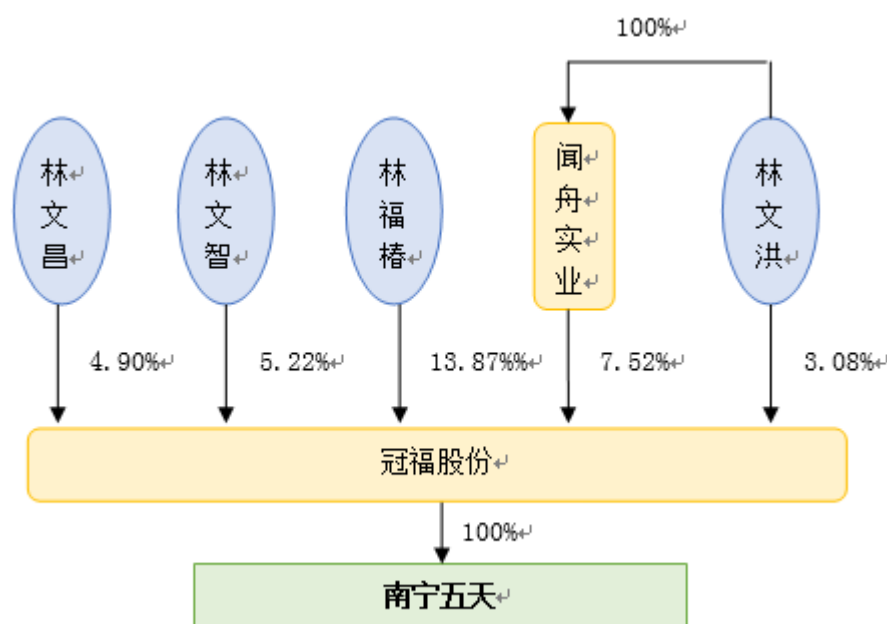 100%↵
林↵
文
昌↵
林↵
文
智↵
林
福
椿↵
闻↵
舟↵
实↵
业↵
林
文
洪↵
4.90%↵
5.22%↵
13.87%%↵
7.52%↵
3.08%↵
冠福股份↵
100%↵
南宁五天↵